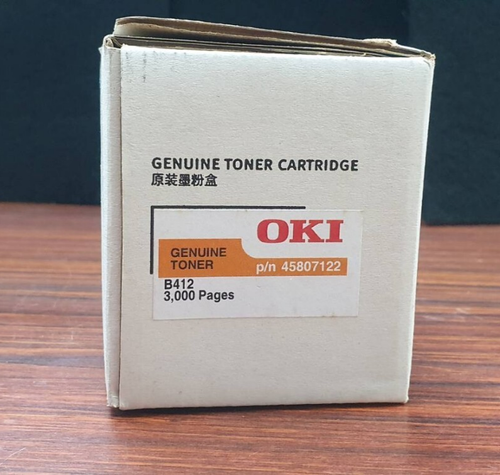 GENUINE TONER CARTRIDGE
原装墨粉盒
OKI
GENUINE
TONER
p/n 45807122
B412
3,000 Pages